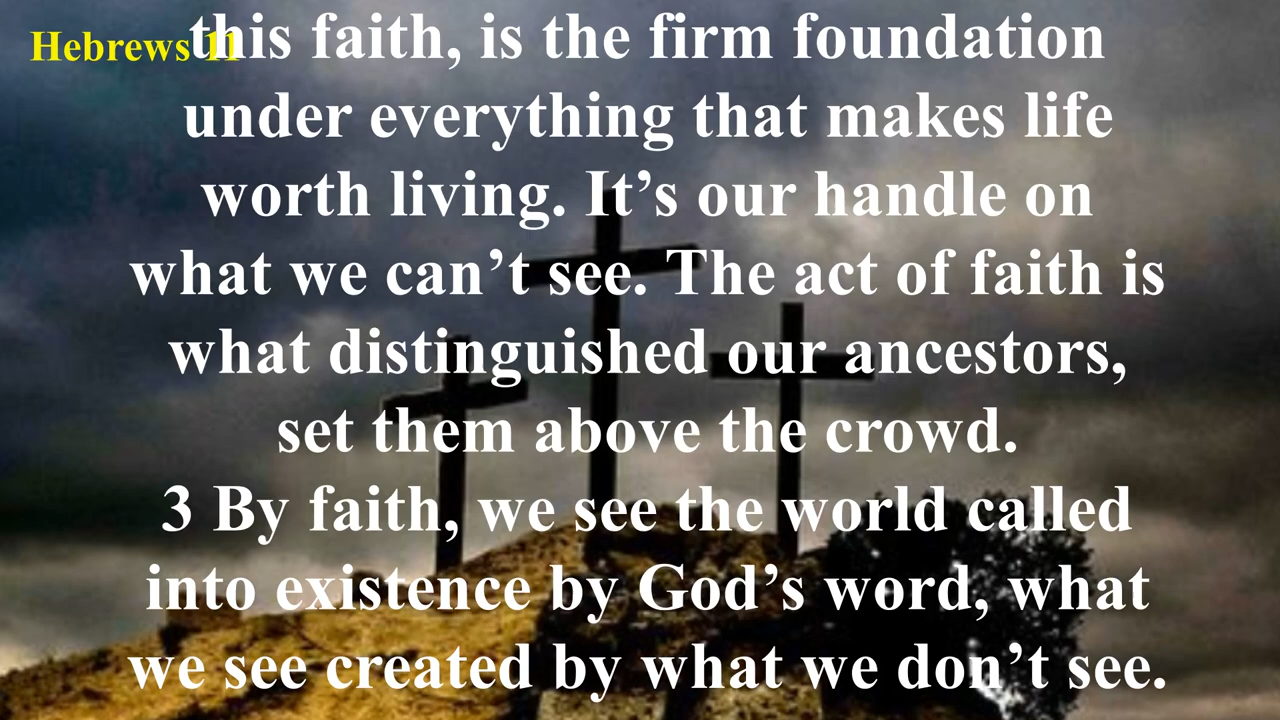 Hebrews 11
this faith, is the firm foundation
under everything that makes life
worth living. It’s our handle on
what we can’t see. The act of faith is
what distinguished our ancestors,
set them above the crowd.
3 By faith, we see the world called
into existence by God’s word, what
we see created by what we don’t see.